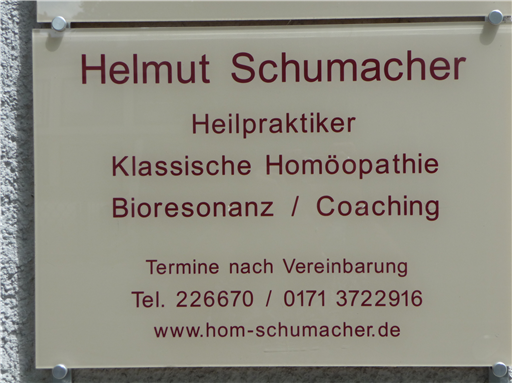 Helmut Schumacher
Heilpraktiker
Klassische Homöopathie
Bioresonanz / Coaching
Termine nach Vereinbarung
Tel. 226670 / 0171 3722916
www.hom-schumacher.de